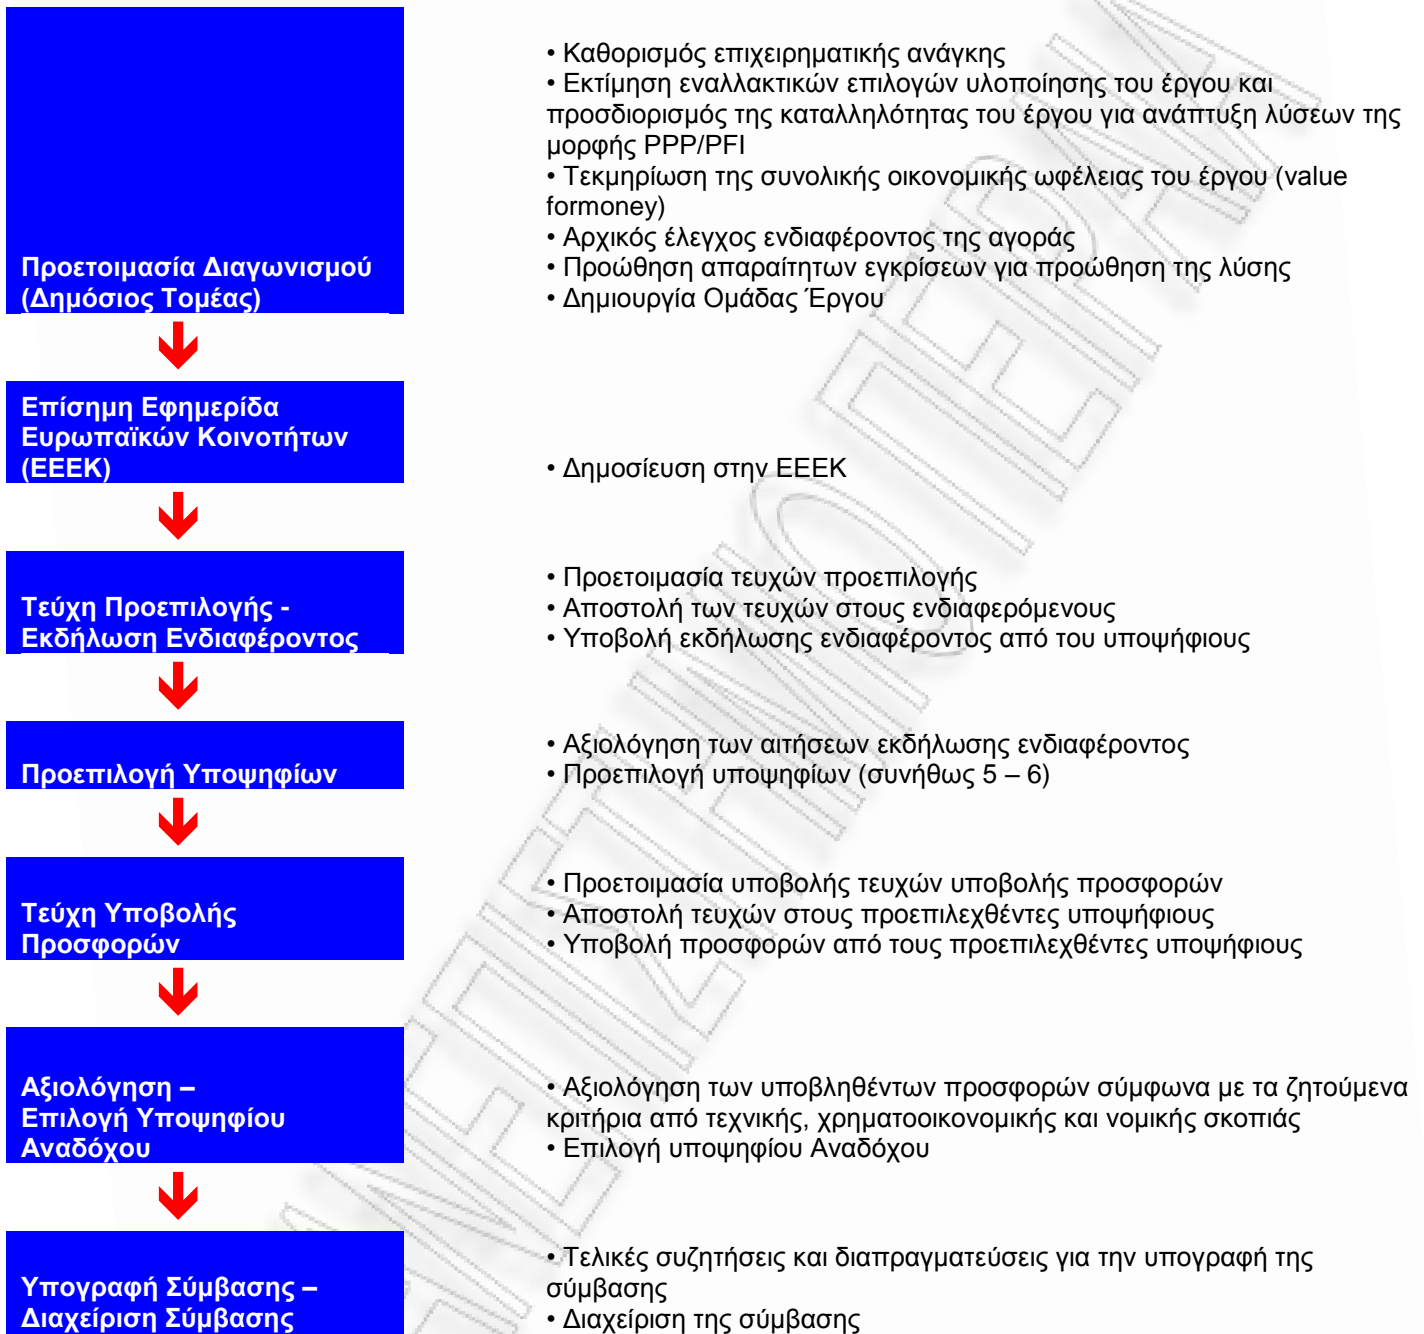 • Καθορισμός επιχειρηματικής ανάγκης
• Εκτίμηση εναλλακτικών επιλογών υλοποίησης του έργου και
προσδιορισμός της καταλληλότητας του έργου για ανάπτυξη λύσεων της
μορφής PPP/PFI
• Τεκμηρίωση της συνολικής οικονομικής ωφέλειας του έργου (value
formoney)
• Αρχικός έλεγχος ενδιαφέροντος της αγοράς
• Προώθηση απαραίτητων εγκρίσεων για προώθηση της λύσης
• Δημιουργία Ομάδας Έργου
Προετοιμασία Διαγωνισμού
(Δημόσιος Τομέας)
Επίσημη Εφημερίδα
Ευρωπαϊκών Κοινοτήτων
(ΕΕΕΚ)
• Δημοσίευση στην ΕΕΕΚ
Τεύχη Προεπιλογής -
Εκδήλωση Ενδιαφέροντος
• Προετοιμασία τευχών προεπιλογής
• Αποστολή των τευχών στους ενδιαφερόμενους
• Υποβολή εκδήλωσης ενδιαφέροντος από του υποψήφιους
Προεπιλογή Υποψηφίων
• Αξιολόγηση των αιτήσεων εκδήλωσης ενδιαφέροντος
• Προεπιλογή υποψηφίων (συνήθως 5 – 6)
Τεύχη Υποβολής
Προσφορών
• Προετοιμασία υποβολής τευχών υποβολής προσφορών
• Αποστολή τευχών στους προεπιλεχθέντες υποψήφιους
• Υποβολή προσφορών από τους προεπιλεχθέντες υποψήφιους
Αξιολόγηση –
Επιλογή Υποψηφίου
Αναδόχου
• Αξιολόγηση των υποβληθέντων προσφορών σύμφωνα με τα ζητούμενα
κριτήρια από τεχνικής, χρηματοοικονομικής και νομικής σκοπιάς
• Επιλογή υποψηφίου Αναδόχου
Υπογραφή Σύμβασης –
Διαχείριση Σύμβασης
• Τελικές συζητήσεις και διαπραγματεύσεις για την υπογραφή της
σύμβασης
• Διαχείριση της σύμβασης